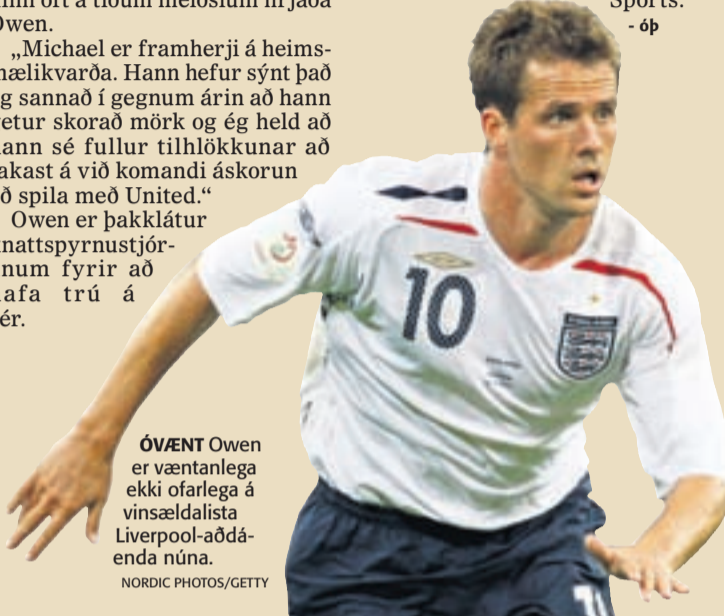 Owen.
„Michael er framherji á heims-
mælikvarða. Hann hefur sýnt það
og sannað í gegnum árin að hann
getur skorað mörk og ég held að
hann sé fullur tilhlökkunar að
takast á við komandi áskorun
að spila með United.“
Owen er þakklátur
knattspyrnustjór-
anum fyrir að
hafa trú á
sér.
Sports.
- óþ
10
ÓVÆNT Owen
er væntanlega
ekki ofarlega á
vinsældalista
Liverpool-aðdá-
enda núna.
NORDIC PHOTOS/GETTY